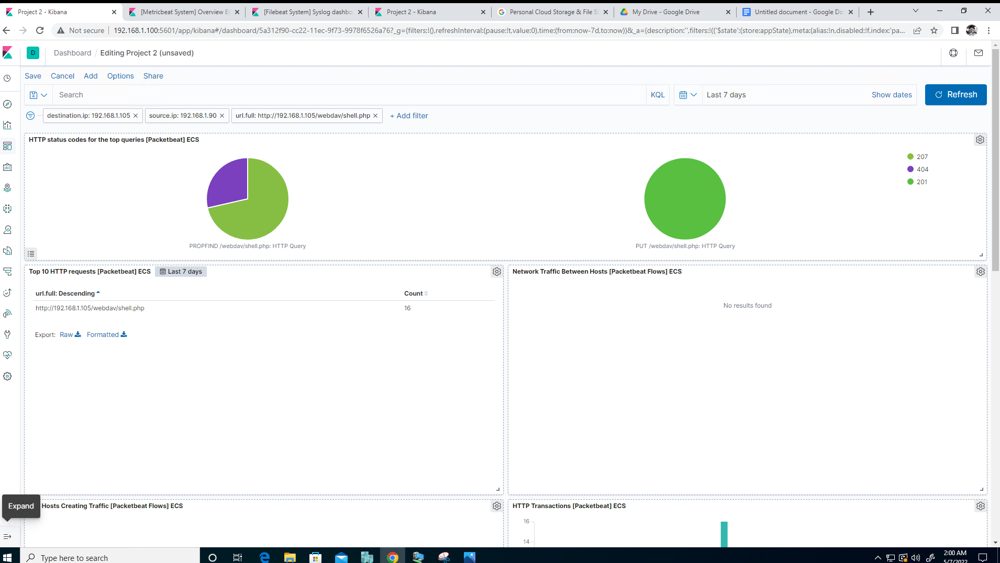 Project 2 - Kibana
[Metricbeat System] Overview EC
[Filebeat System] Syslog dashbo
Project 2 - Kibana
Personal Cloud Storage & File Sh
My Drive - Google Drive
Untitled document - Google Do
Not secure
192.168.1.100:5601/app/kibana#/dashboard/5a312f90-cc22-11ec-9f73-9978f6526a76?_g=(filters:!(),refreshInterval:(pause:!t,value:0),time:(from:now-7d,to:now))&_a=(description:'',filters:!(('$state':(store:appState),meta:(alias:!n,disabled:!f,index:'pa...
D
Dashboard / Editing Project 2 (unsaved)
Save Cancel Add Options Share
Search
KQL
Last 7 days
Show dates
Refresh
destination.ip: 192.168.1.105
source.ip: 192.168.1.90
url.full: http://192.168.1.105/webdav/shell.php
+ Add filter
HTTP status codes for the top queries [Packetbeat] ECS
207
404
201
PROPFIND /webdav/shell.php: HTTP Query
PUT /webdav/shell.php: HTTP Query
Top 10 HTTP requests [Packetbeat] ECS
Last 7 days
url.full: Descending
Count
http://192.168.1.105/webdav/shell.php
16
Export: Raw Formatted
Network Traffic Between Hosts [Packetbeat Flows] ECS
No results found
Expand
Hosts Creating Traffic [Packetbeat Flows] ECS
HTTP Transactions [Packetbeat] ECS
16
14
Type here to search
2:00 AM
5/7/2022